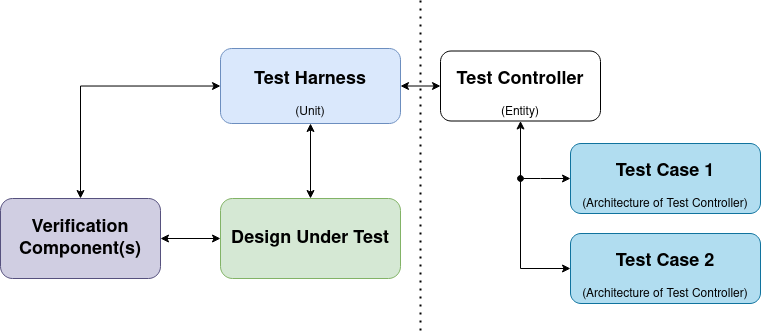 Test Harness
(Unit)
Test Controller
(Entity)
Test Case 1
(Architecture of Test Controller)
Verification
Component(s)
Design Under Test
Test Case 2
(Architecture of Test Controller)